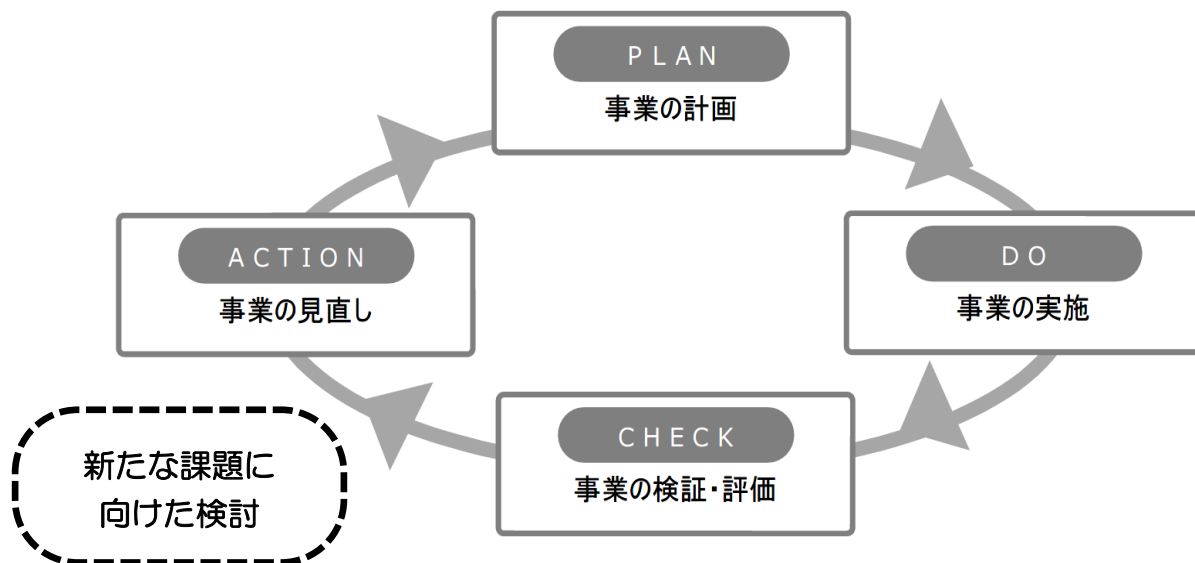 PLAN
事業の計画
ACTION
事業の見直し
DO
事業の実施
CHECK
事業の検証・評価
新たな課題に
向けた検討